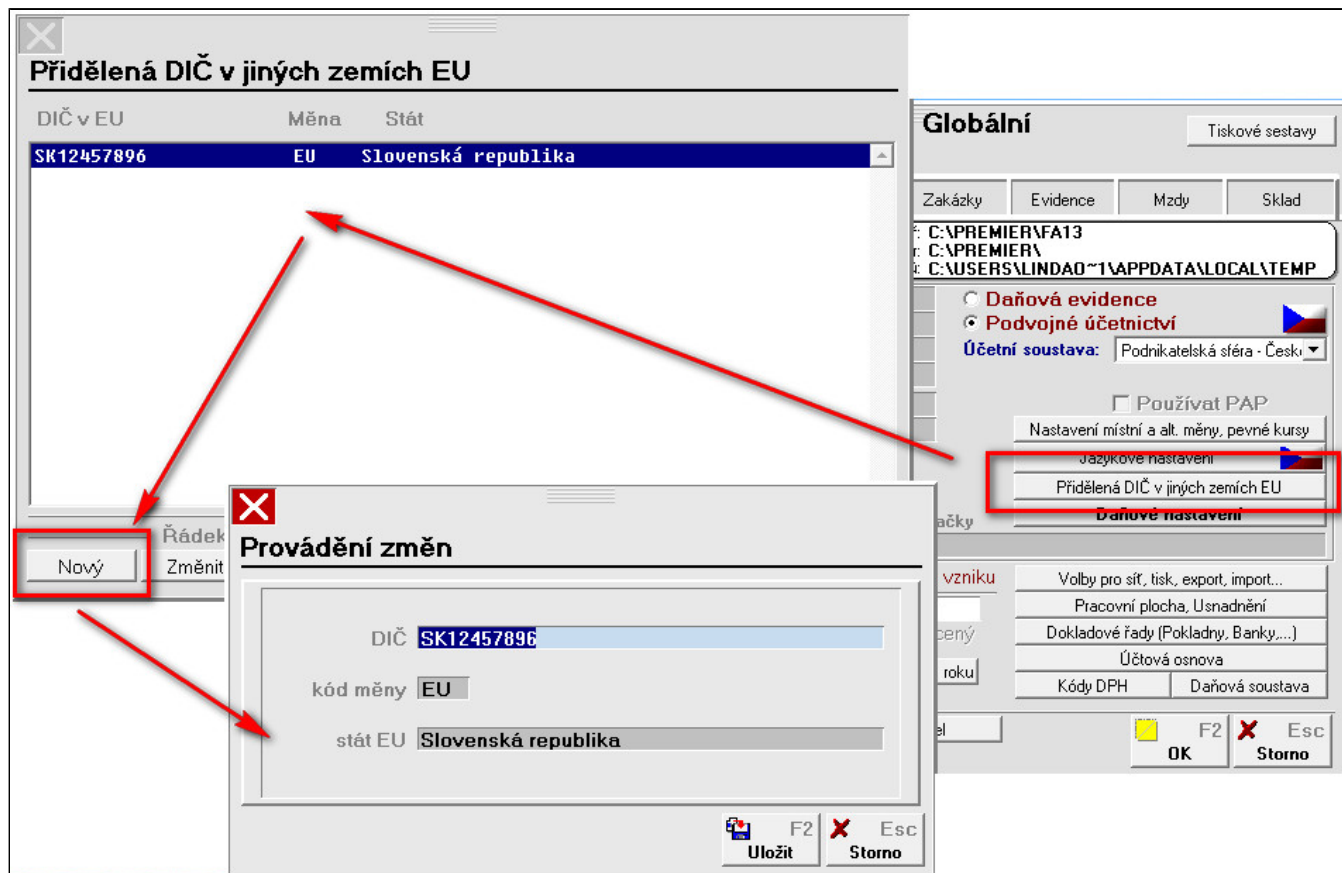 Přidělená DIČ v jiných zemích EU
DIČ v EU Měna Stát
SK12457896 EU Slovenská republika
Řádek
Nový Změnit
Globální
Tiskové sestavy
Zakázky Evidence Mzdy Sklad
C:\PREMIER\FA13
C:\PREMIER\
C:\USERS\LINDAO~1\APPDATA\LOCAL\TEMP
Daňová evidence
Podvojné účetnictví
Účetní soustava: Podnikatelská sféra - Česk
Používat PAP
Nastavení místní a alt. měny, pevné kursy
Jazykové nastavení
Přidělená DIČ v jiných zemích EU
Daňové nastavení
ačky
vzniku
Volby pro síť, tisk, export, import...
Pracovní plocha, Usnadnění
cený
Dokladové řady (Pokladny, Banky,...)
roku
Účtová osnova
Kódy DPH Daňová soustava
el
F2 OK
Esc Storno
Provádění změn
DIČ SK12457896
kód měny EU
stát EU Slovenská republika
F2 Uložit
Esc Storno